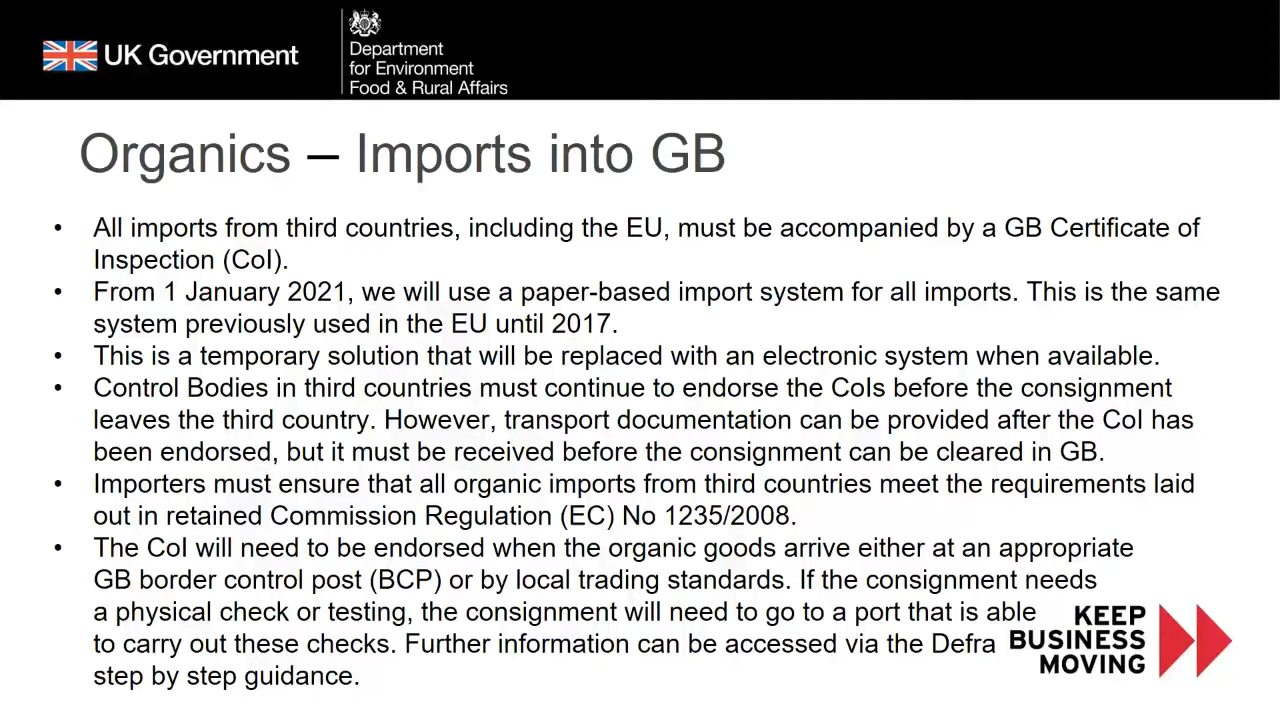 UK Government
Department
for Environment
Food & Rural Affairs
Organics – Imports into GB
• All imports from third countries, including the EU, must be accompanied by a GB Certificate of
Inspection (CoI).
• From 1 January 2021, we will use a paper-based import system for all imports. This is the same
system previously used in the EU until 2017.
• This is a temporary solution that will be replaced with an electronic system when available.
• Control Bodies in third countries must continue to endorse the CoIs before the consignment
leaves the third country. However, transport documentation can be provided after the CoI has
been endorsed, but it must be received before the consignment can be cleared in GB.
• Importers must ensure that all organic imports from third countries meet the requirements laid
out in retained Commission Regulation (EC) No 1235/2008.
• The CoI will need to be endorsed when the organic goods arrive either at an appropriate
GB border control post (BCP) or by local trading standards. If the consignment needs
a physical check or testing, the consignment will need to go to a port that is able
to carry out these checks. Further information can be accessed via the Defra
step by step guidance.
KEEP
BUSINESS
MOVING